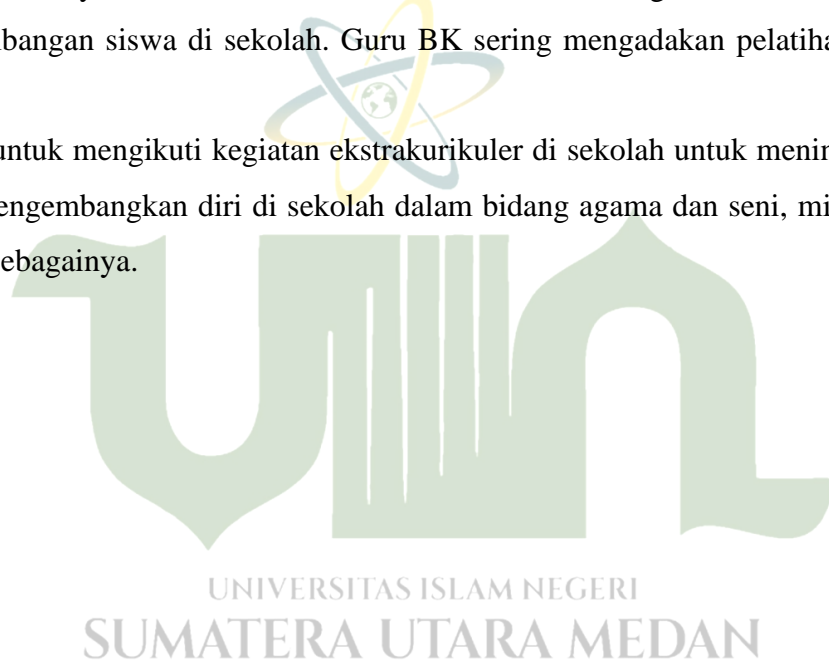 bangan siswa di sekolah. Guru BK sering mengadakan pelatiha
untuk mengikuti kegiatan ekstrakurikuler di sekolah untuk menin
engembangkan diri di sekolah dalam bidang agama dan seni, mi
ebagainya.
UNIVERSITAS ISLAM NEGERI
SUMATERA UTARA MEDAN